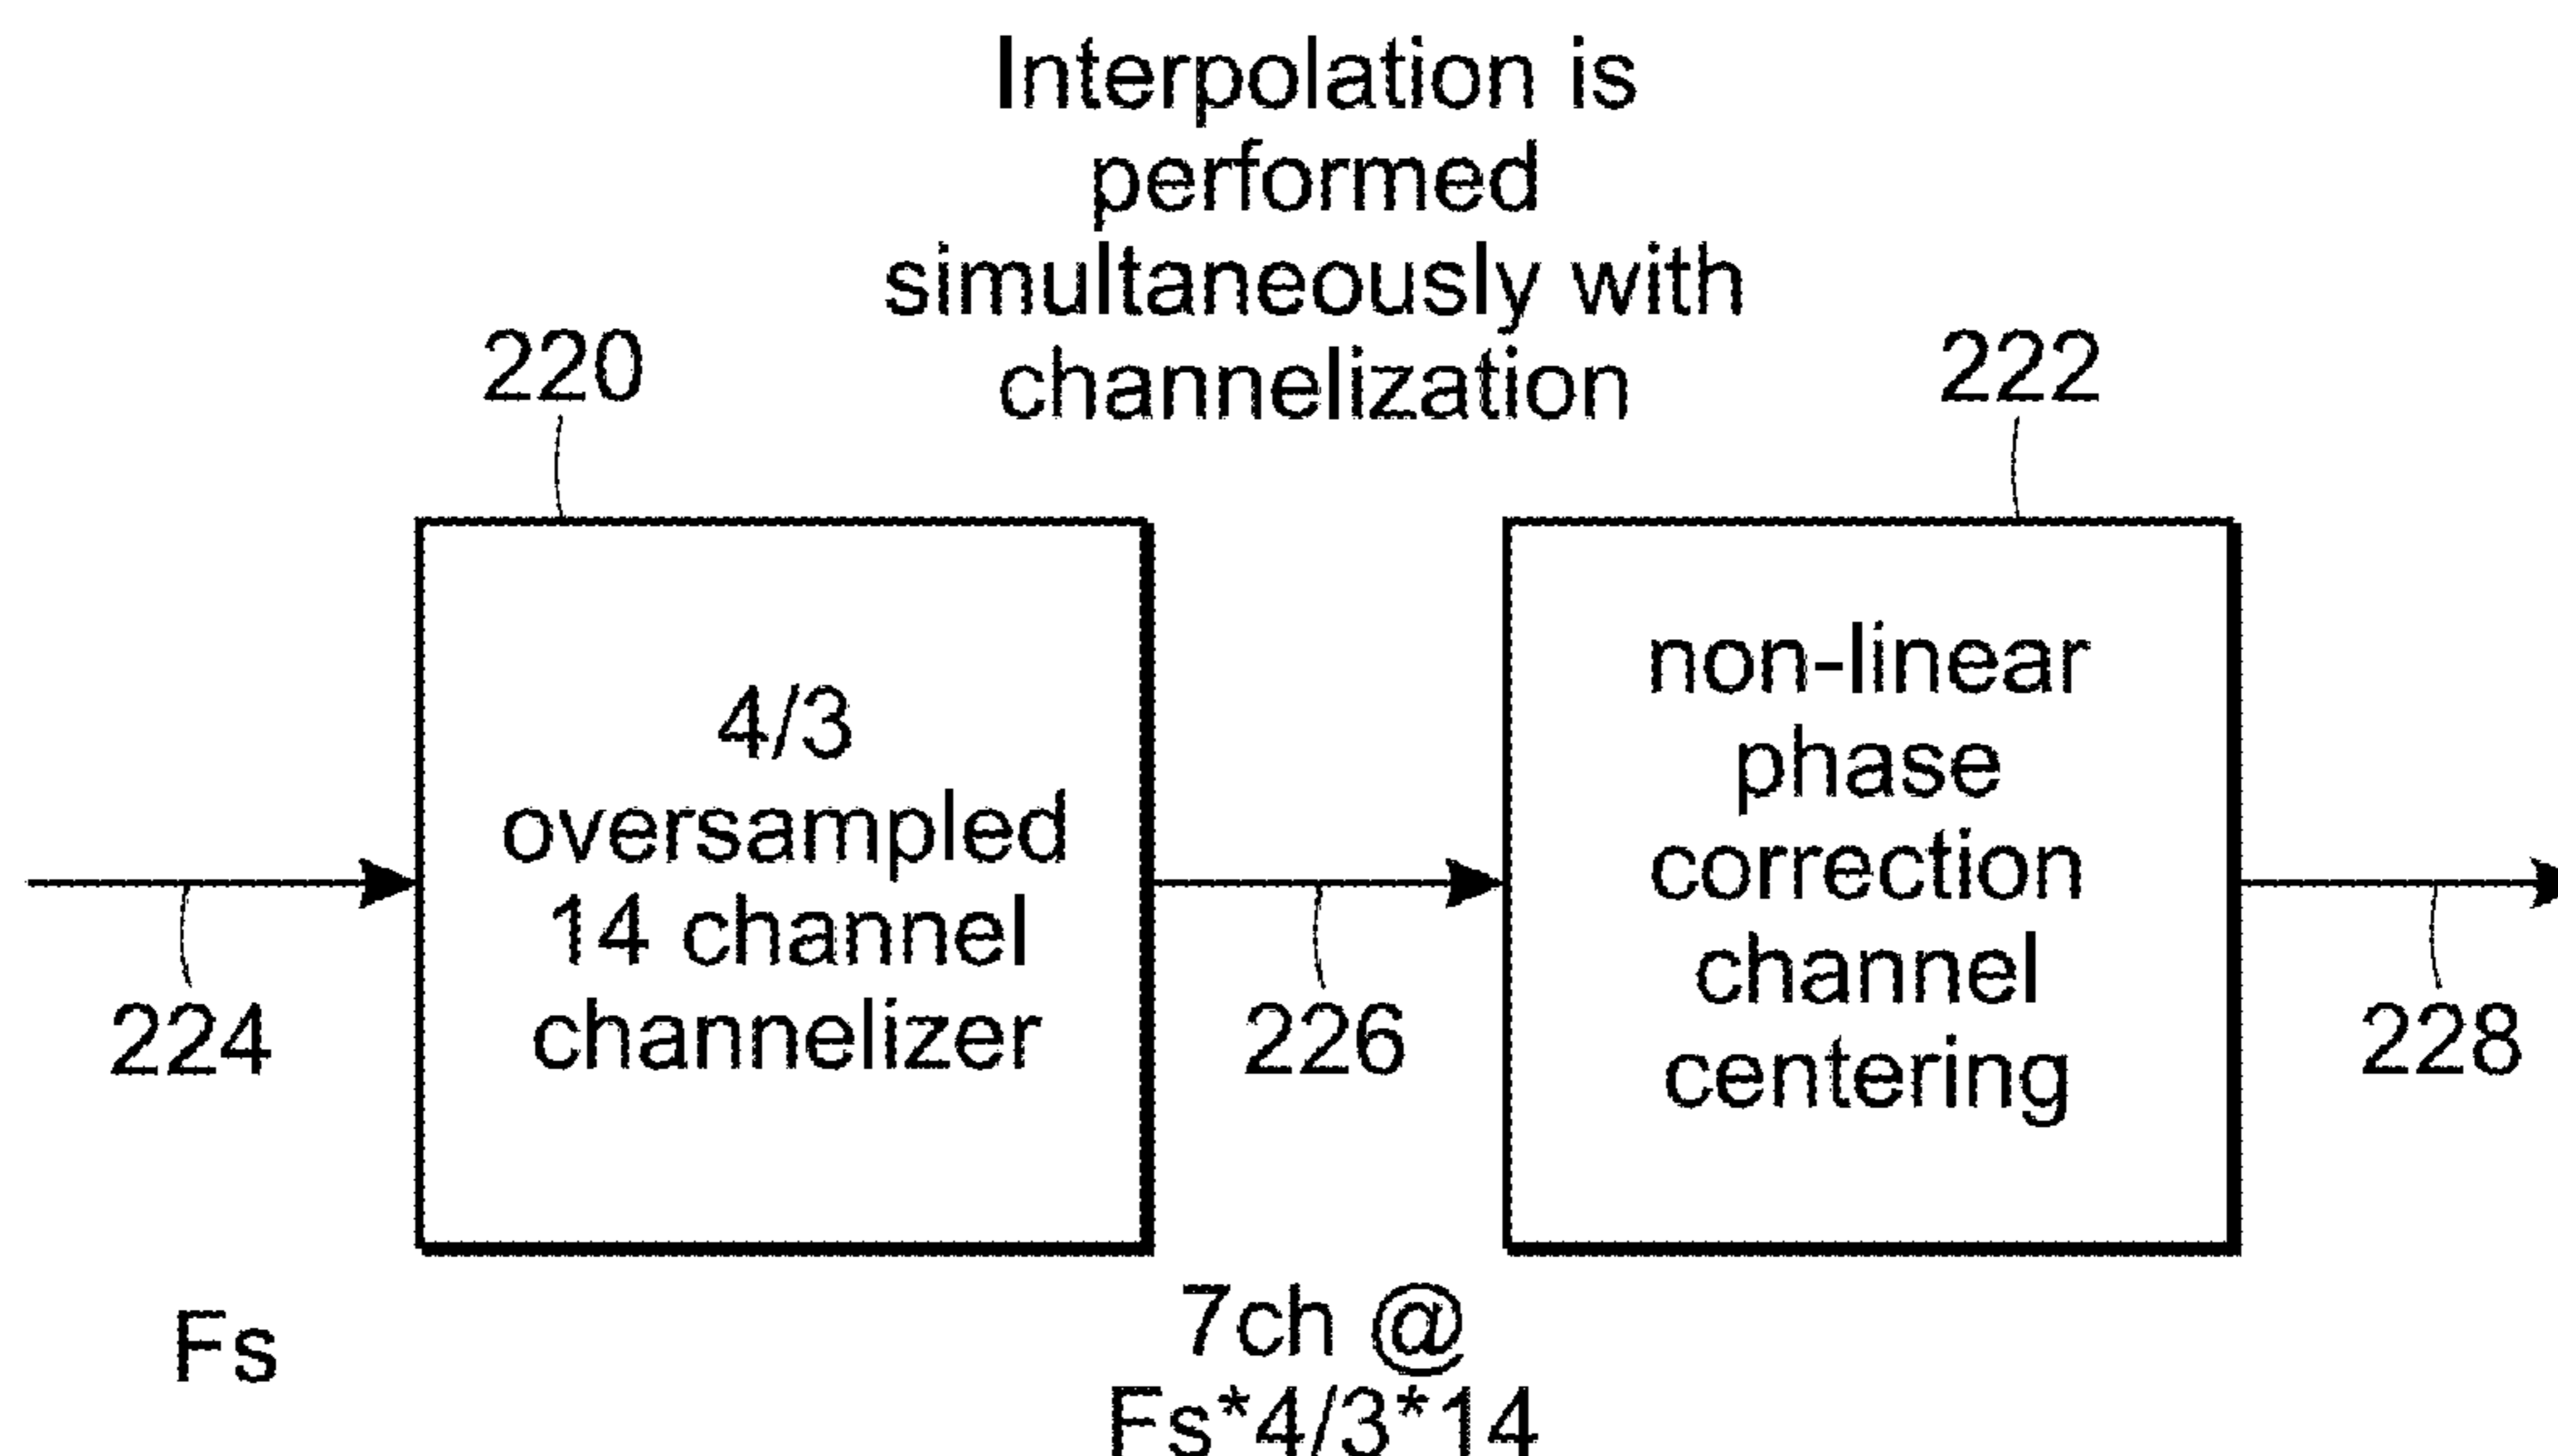 Interpolation is
performed
simultaneously with
channelization
220
222
4/3
oversampled
14 channel
channelizer
non-linear
phase
correction
channel
centering
224
226
228
Fs
7ch @
Fs*4/3*14